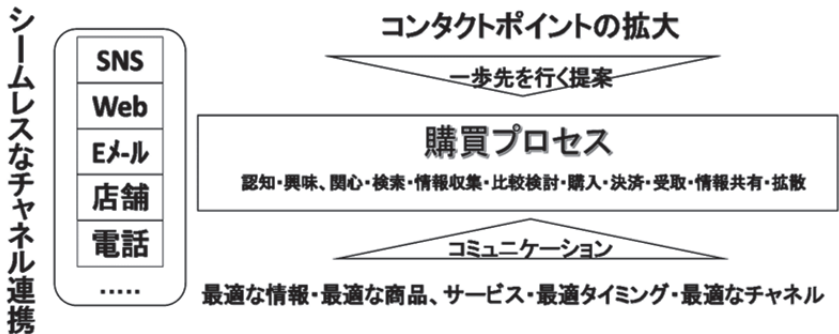 シームレスなチャネル連携
SNS
Web
Eメール
店舗
電話
.....
コンタクトポイントの拡大
一歩先を行く提案
購買プロセス
認知・興味、関心・検索・情報収集・比較検討・購入・決済・受取・情報共有・拡散
コミュニケーション
最適な情報・最適な商品、サービス・最適タイミング・最適なチャネル